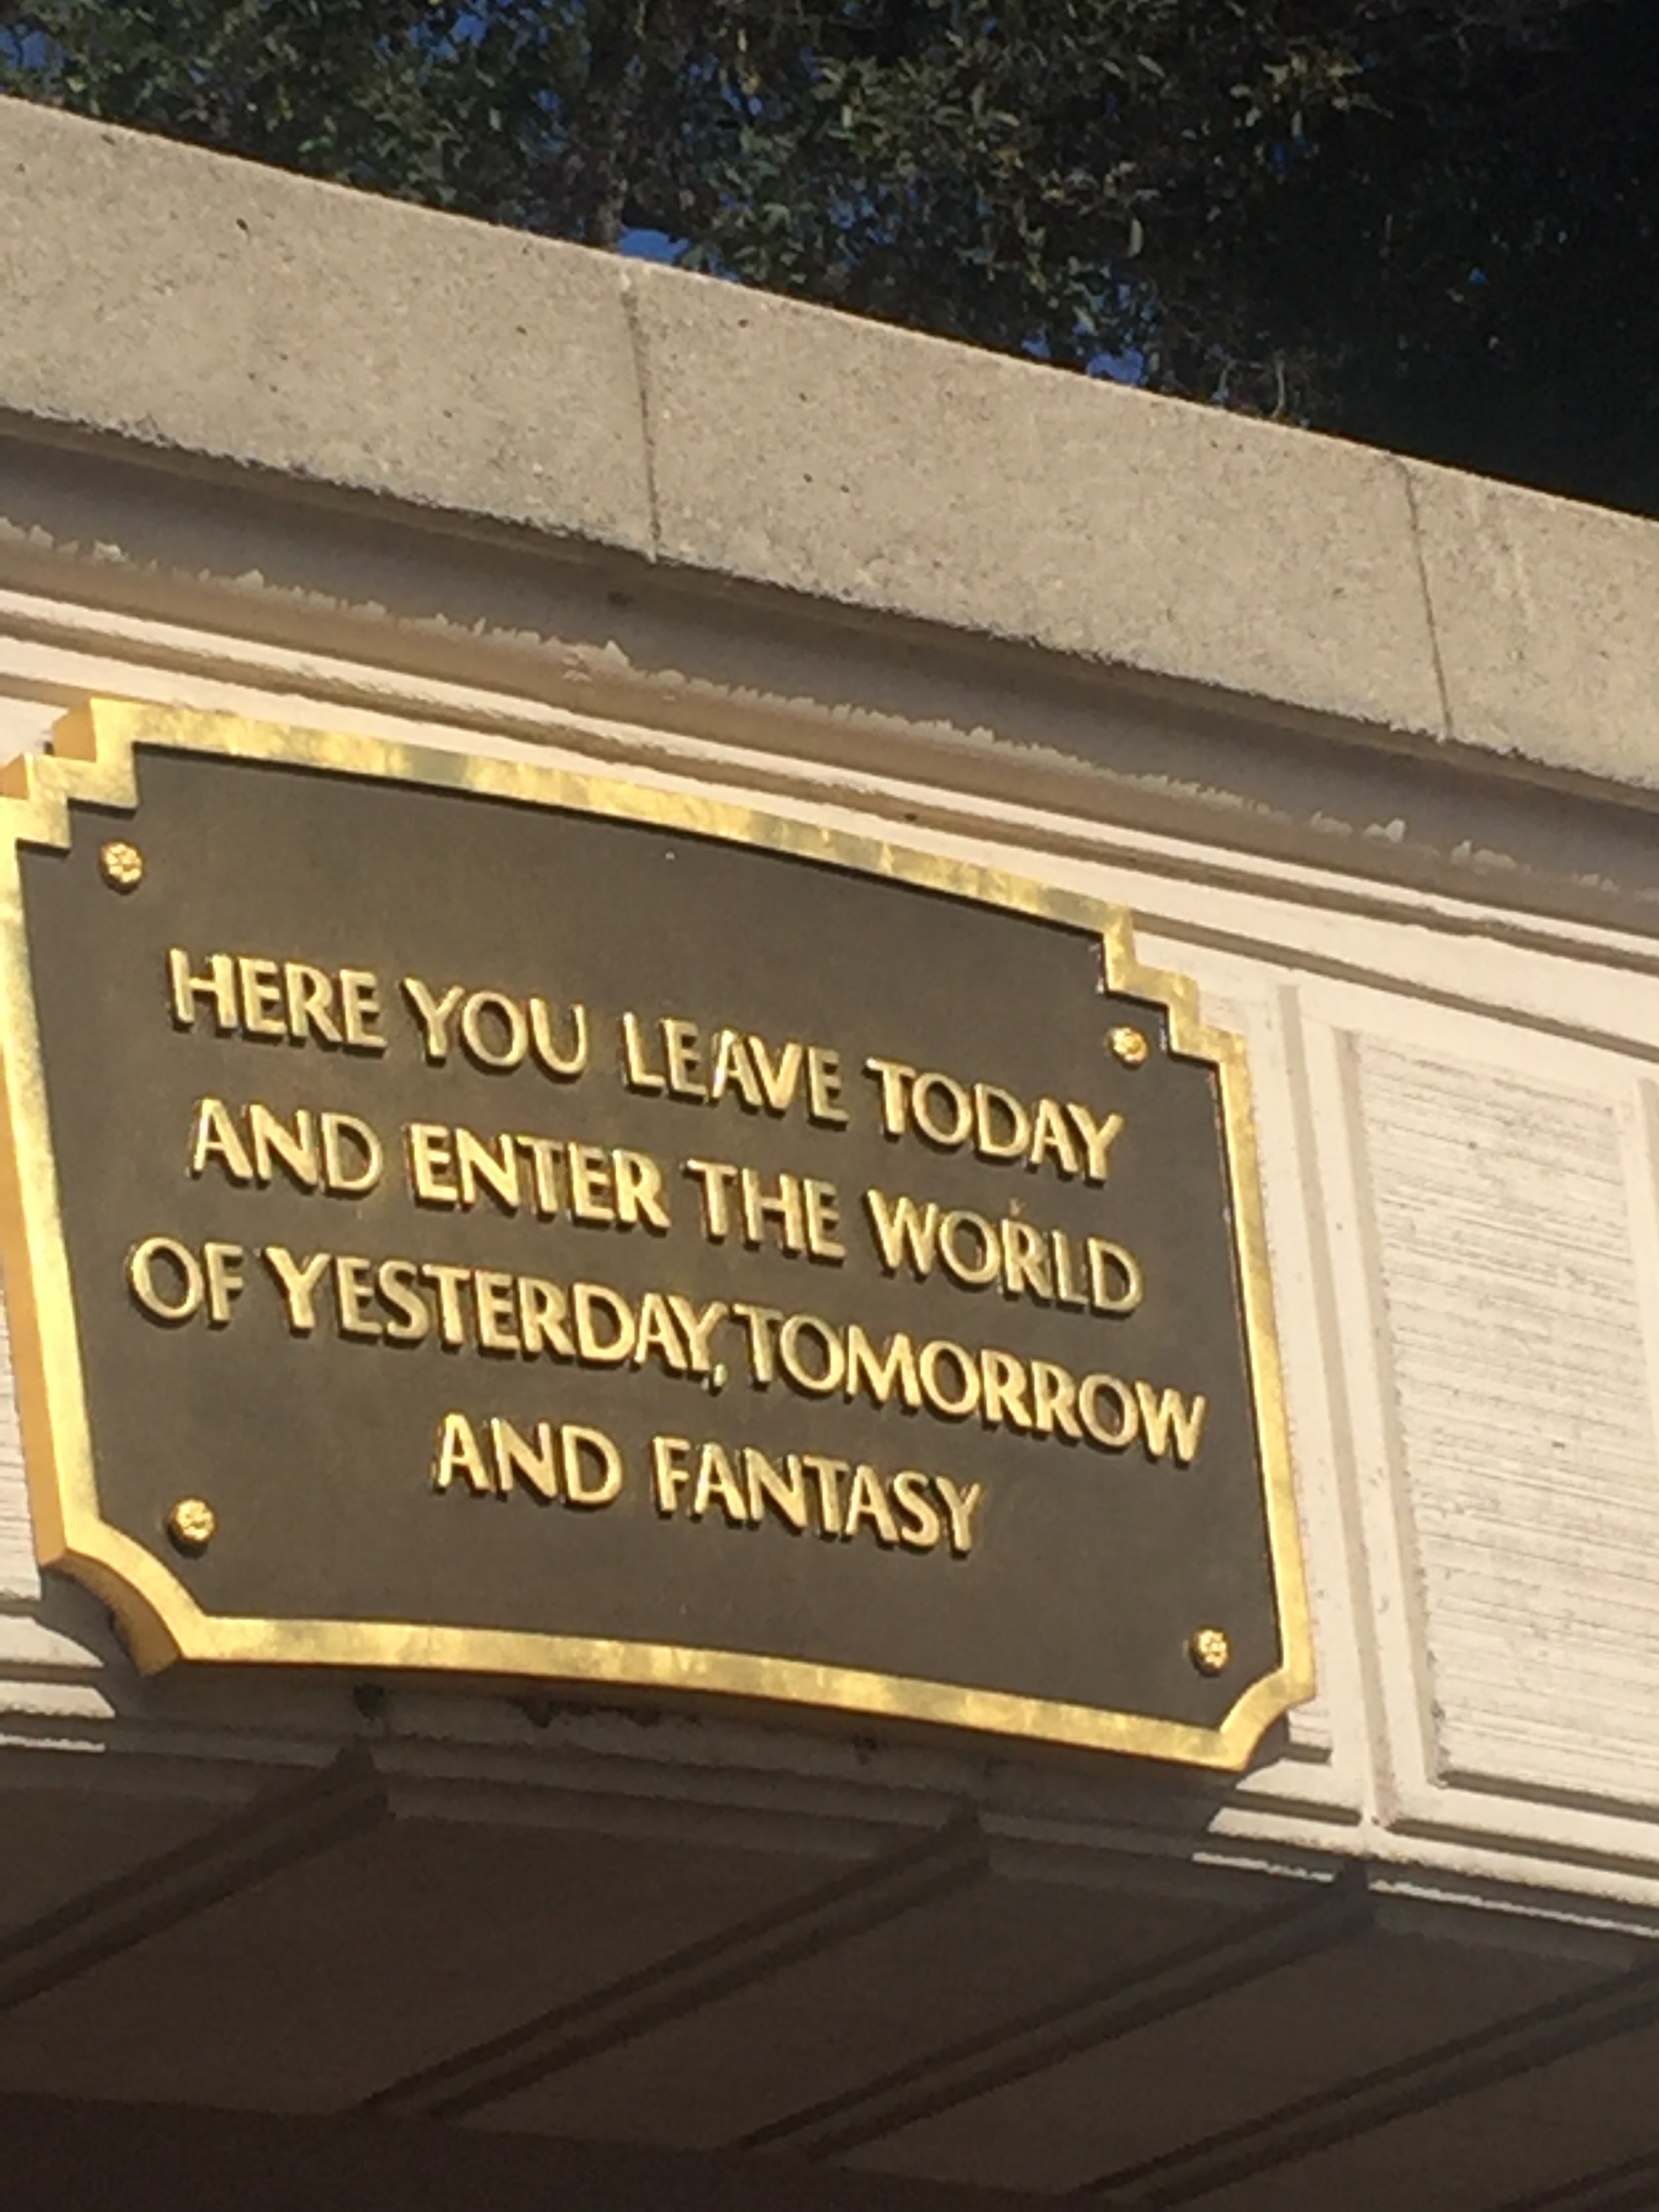 HERE YOU LEAVE TODAY
AND ENTER THE WORLD
OF YESTERDAY, TOMORROW
AND FANTASY